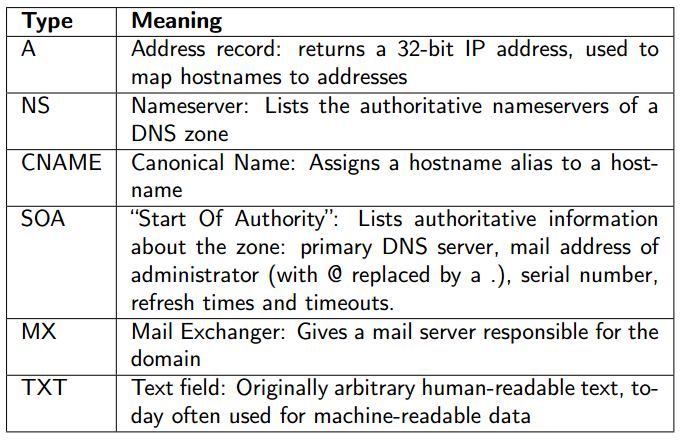 Type Meaning
A Address record: returns a 32-bit IP address, used to
map hostnames to addresses
NS Nameserver: Lists the authoritative nameservers of a
DNS zone
CNAME Canonical Name: Assigns a hostname alias to a host-
name
SOA “Start Of Authority”: Lists authoritative information
about the zone: primary DNS server, mail address of
administrator (with @ replaced by a .), serial number,
refresh times and timeouts.
MX Mail Exchanger: Gives a mail server responsible for the
domain
TXT Text field: Originally arbitrary human-readable text, to-
day often used for machine-readable data